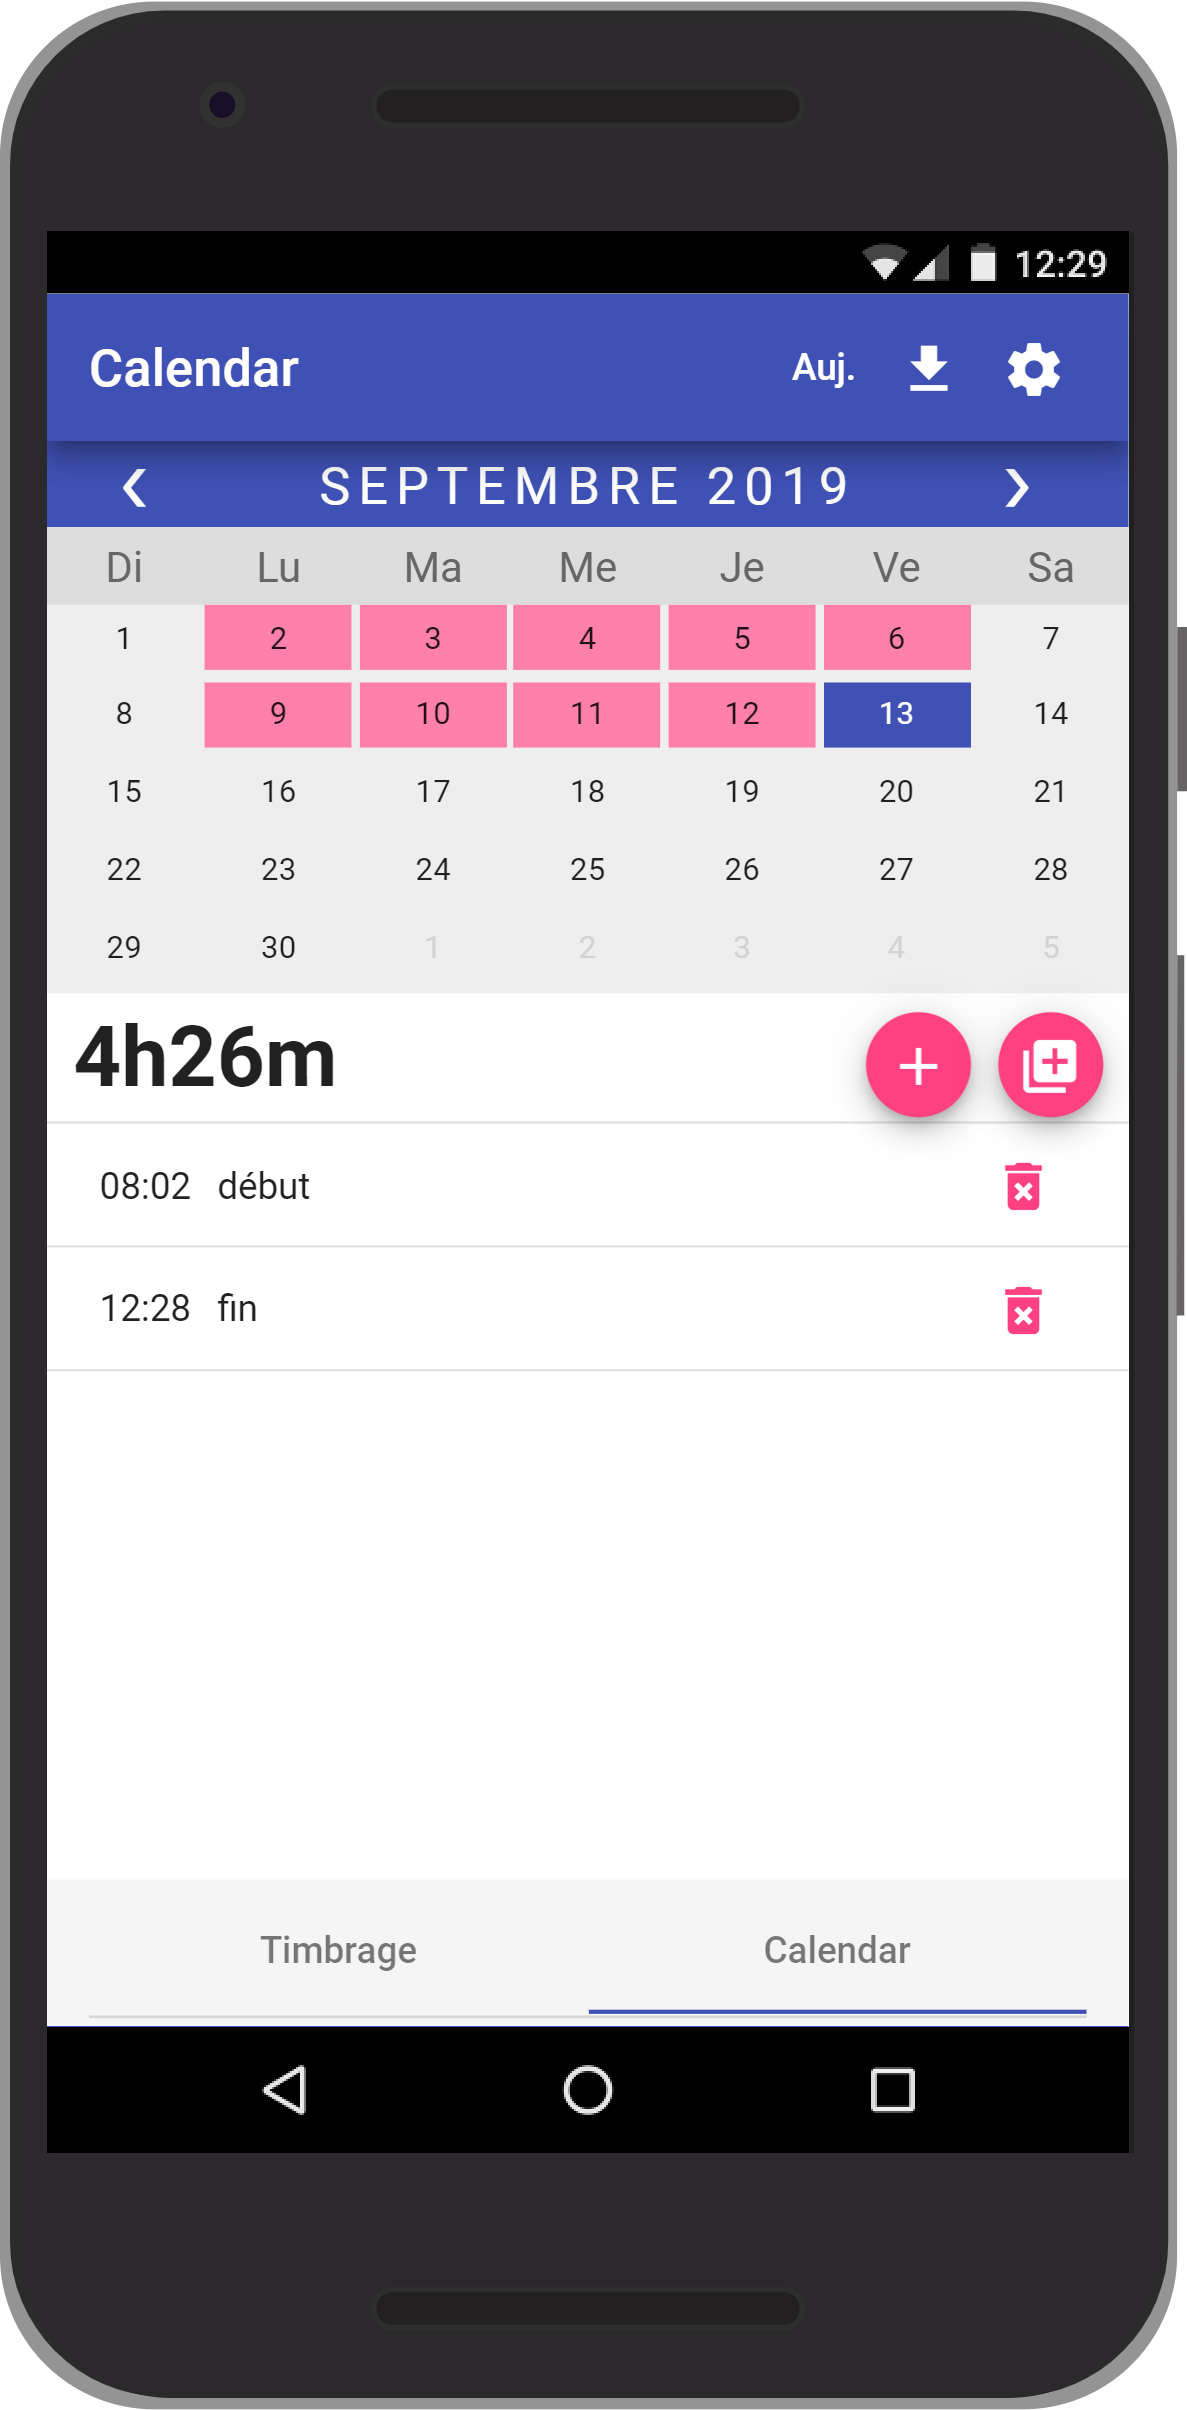 12:29
Calendar Auj.
SEPTEMBRE 2019
Di Lu Ma Me Je Ve Sa
1 2 3 4 5 6 7
8 9 10 11 12 13 14
15 16 17 18 19 20 21
22 23 24 25 26 27 28
29 30 1 2 3 4 5
4h26m
08:02 début
12:28 fin
Timbrage Calendar